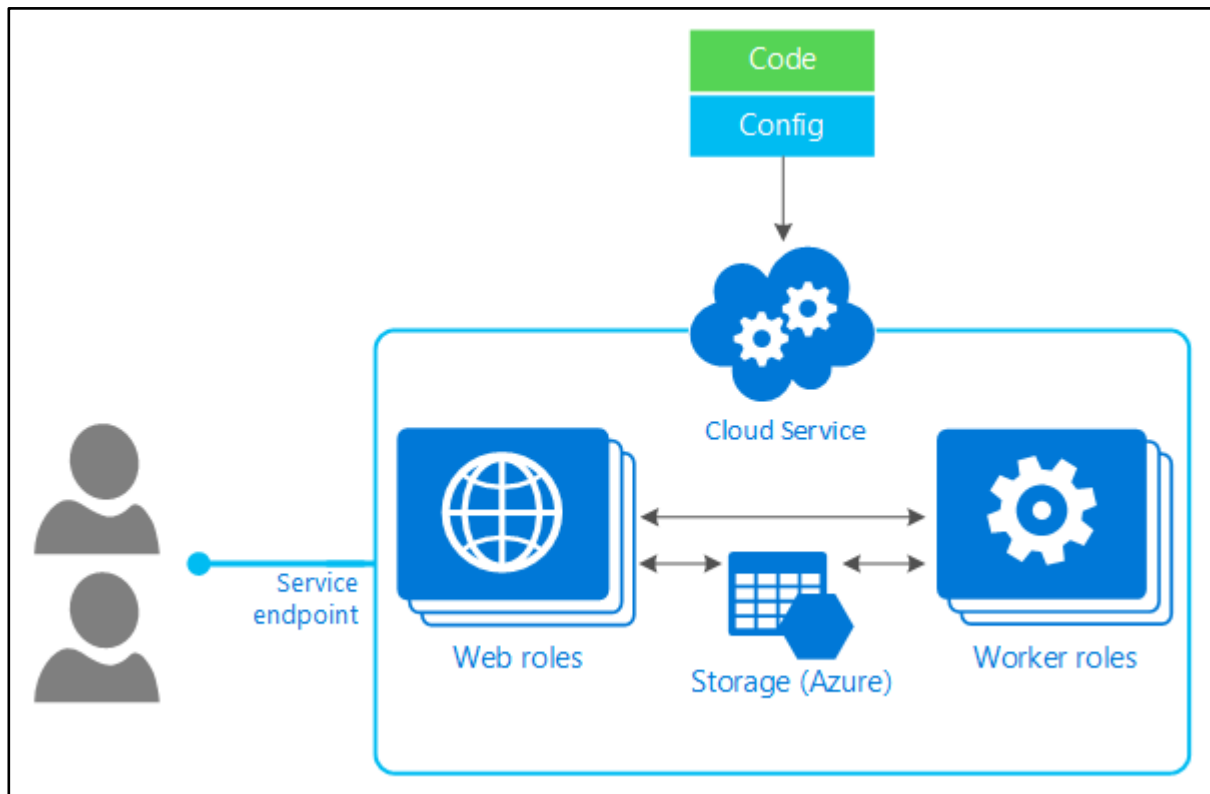 Code
Config
Cloud Service
Service
endpoint
Web roles
Storage (Azure)
Worker roles